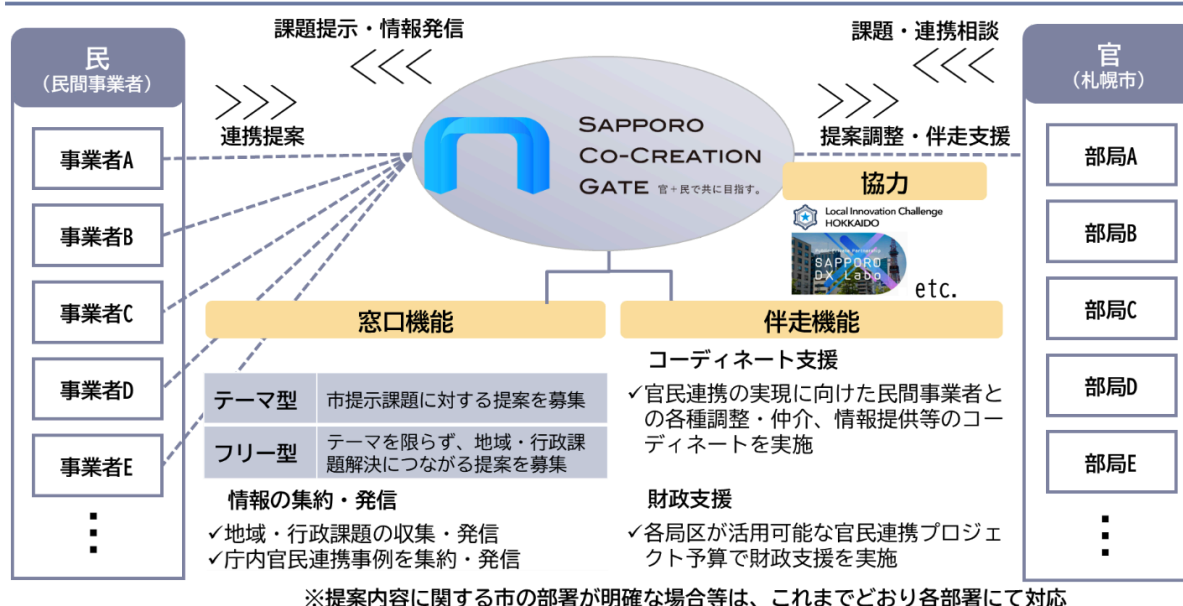 課題提示・情報発信
課題・連携相談
民
(民間事業者)
官
(札幌市)
連携提案
提案調整・伴走支援
SAPPORO
CO-CREATION
GATE 官+民で共に目指す。
協力
Local Innovation Challenge
HOKKAIDO
SAPPORO
DX Labo
etc.
事業者A
事業者B
事業者C
事業者D
事業者E
部局A
部局B
部局C
部局D
部局E
窓口機能
テーマ型 市提示課題に対する提案を募集
フリー型 テーマを限らず、地域・行政課
題解決につながる提案を募集
情報の集約・発信
✓地域・行政課題の収集・発信
✓庁内官民連携事例を集約・発信
伴走機能
コーディネート支援
✓官民連携の実現に向けた民間事業者と
の各種調整・仲介、情報提供等のコー
ディネートを実施
財政支援
✓各局区が活用可能な官民連携プロジェ
クト予算で財政支援を実施
※提案内容に関する市の部署が明確な場合等は、これまでどおり各部署にて対応